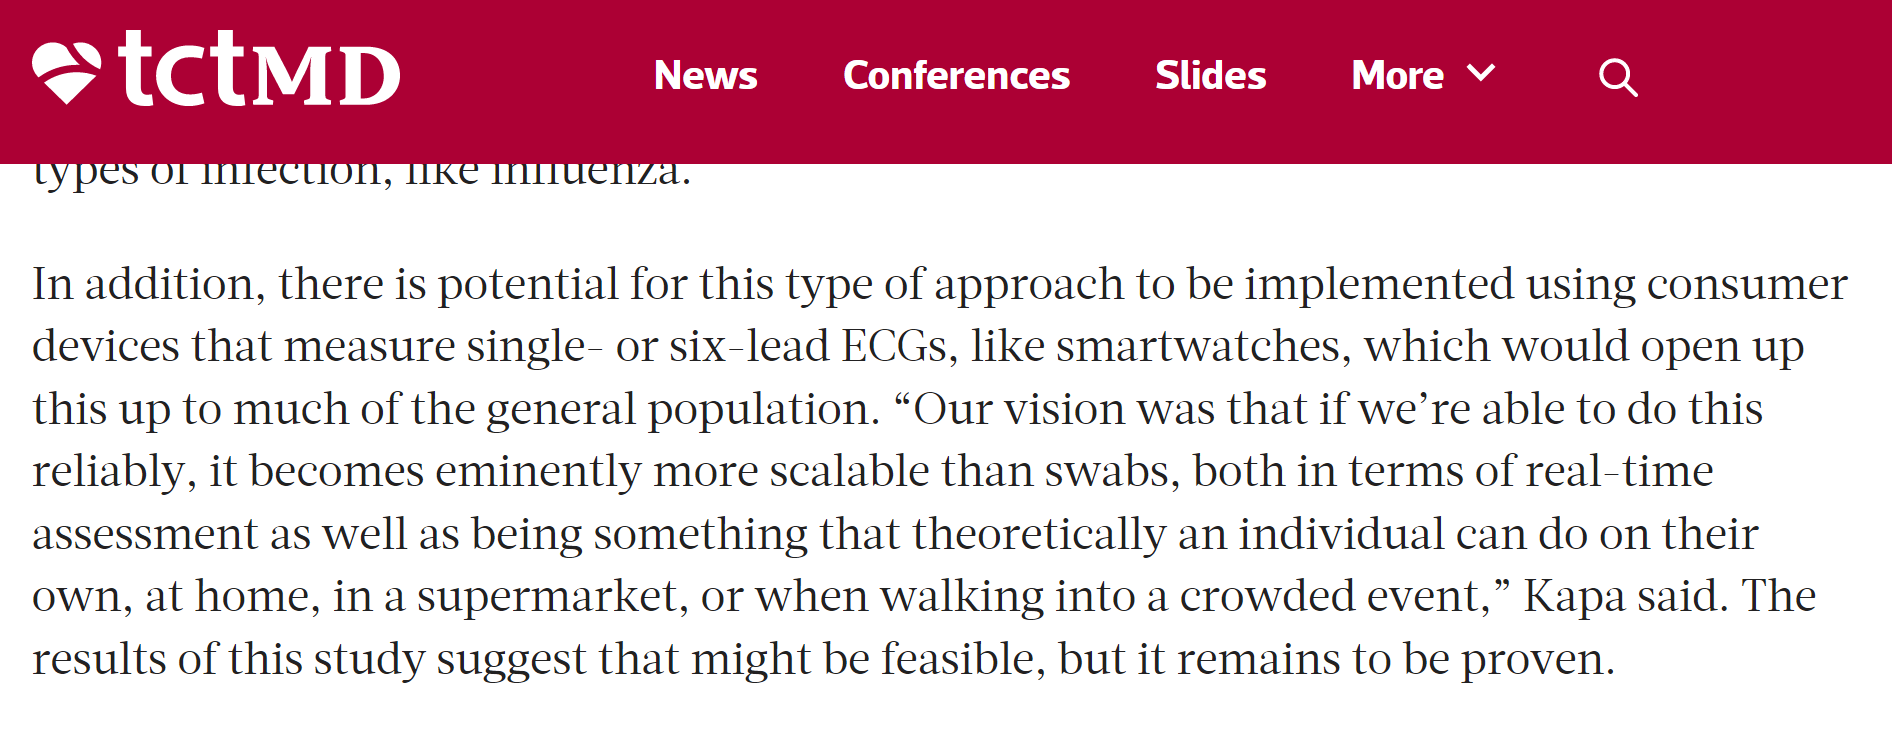 tctMD
News Conferences Slides More
types of infection, like influenza.
In addition, there is potential for this type of approach to be implemented using consumer
devices that measure single- or six-lead ECGs, like smartwatches, which would open up
this up to much of the general population. “Our vision was that if we’re able to do this
reliably, it becomes eminently more scalable than swabs, both in terms of real-time
assessment as well as being something that theoretically an individual can do on their
own, at home, in a supermarket, or when walking into a crowded event,” Kapa said. The
results of this study suggest that might be feasible, but it remains to be proven.